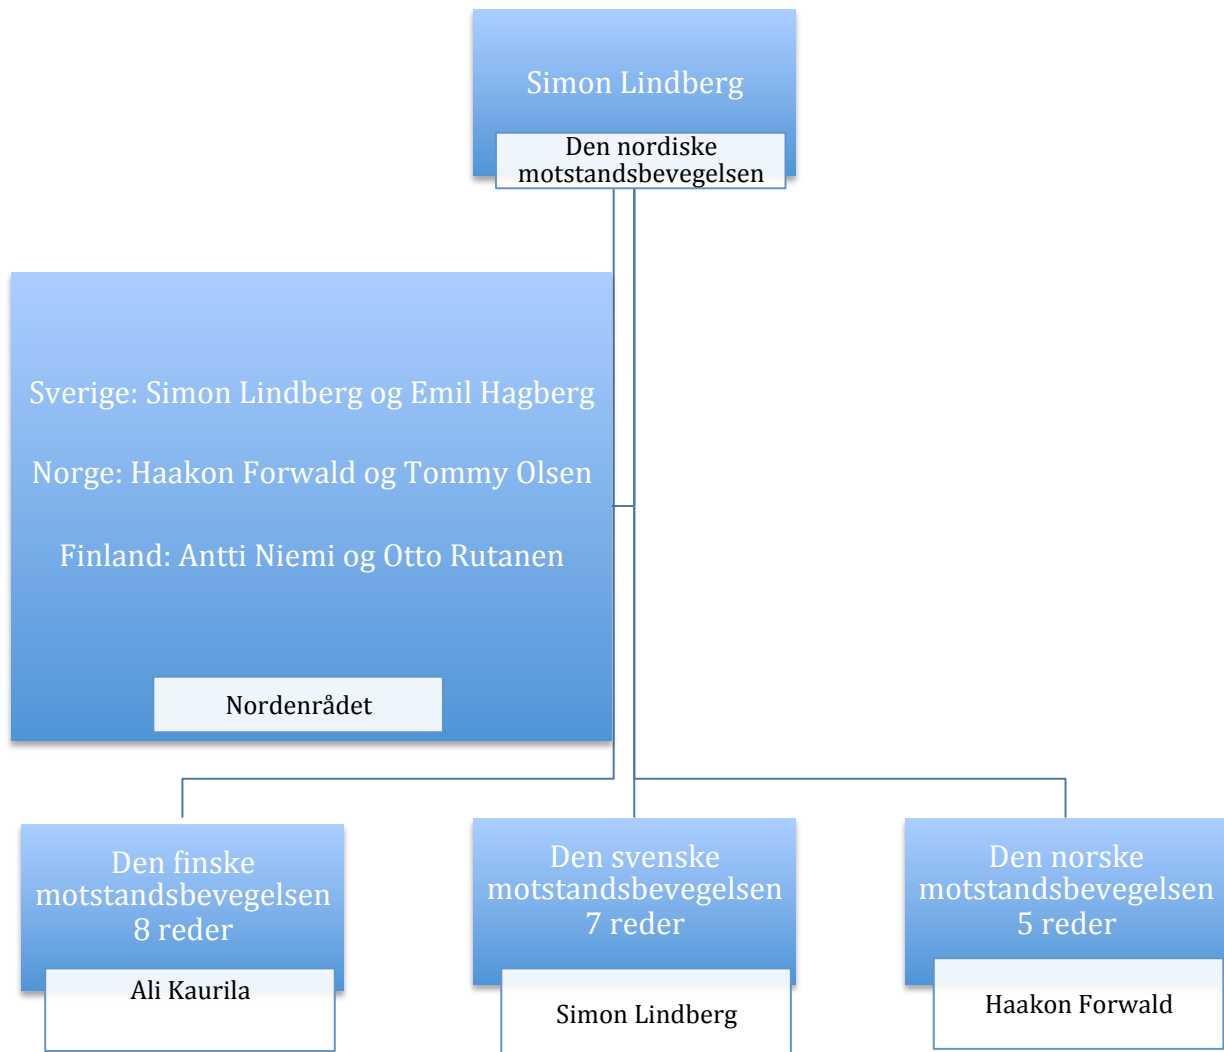 Simon Lindberg
Den nordiske
motstandsbevegelsen
Sverige: Simon Lindberg og Emil Hagberg
Norge: Haakon Forwald og Tommy Olsen
Finland: Antti Niemi og Otto Rutanen
Nordenrådet
Den finske
motstandsbevegelsen
8 reder
Ali Kaurila
Den svenske
motstandsbevegelsen
7 reder
Simon Lindberg
Den norske
motstandsbevegelsen
5 reder
Haakon Forwald